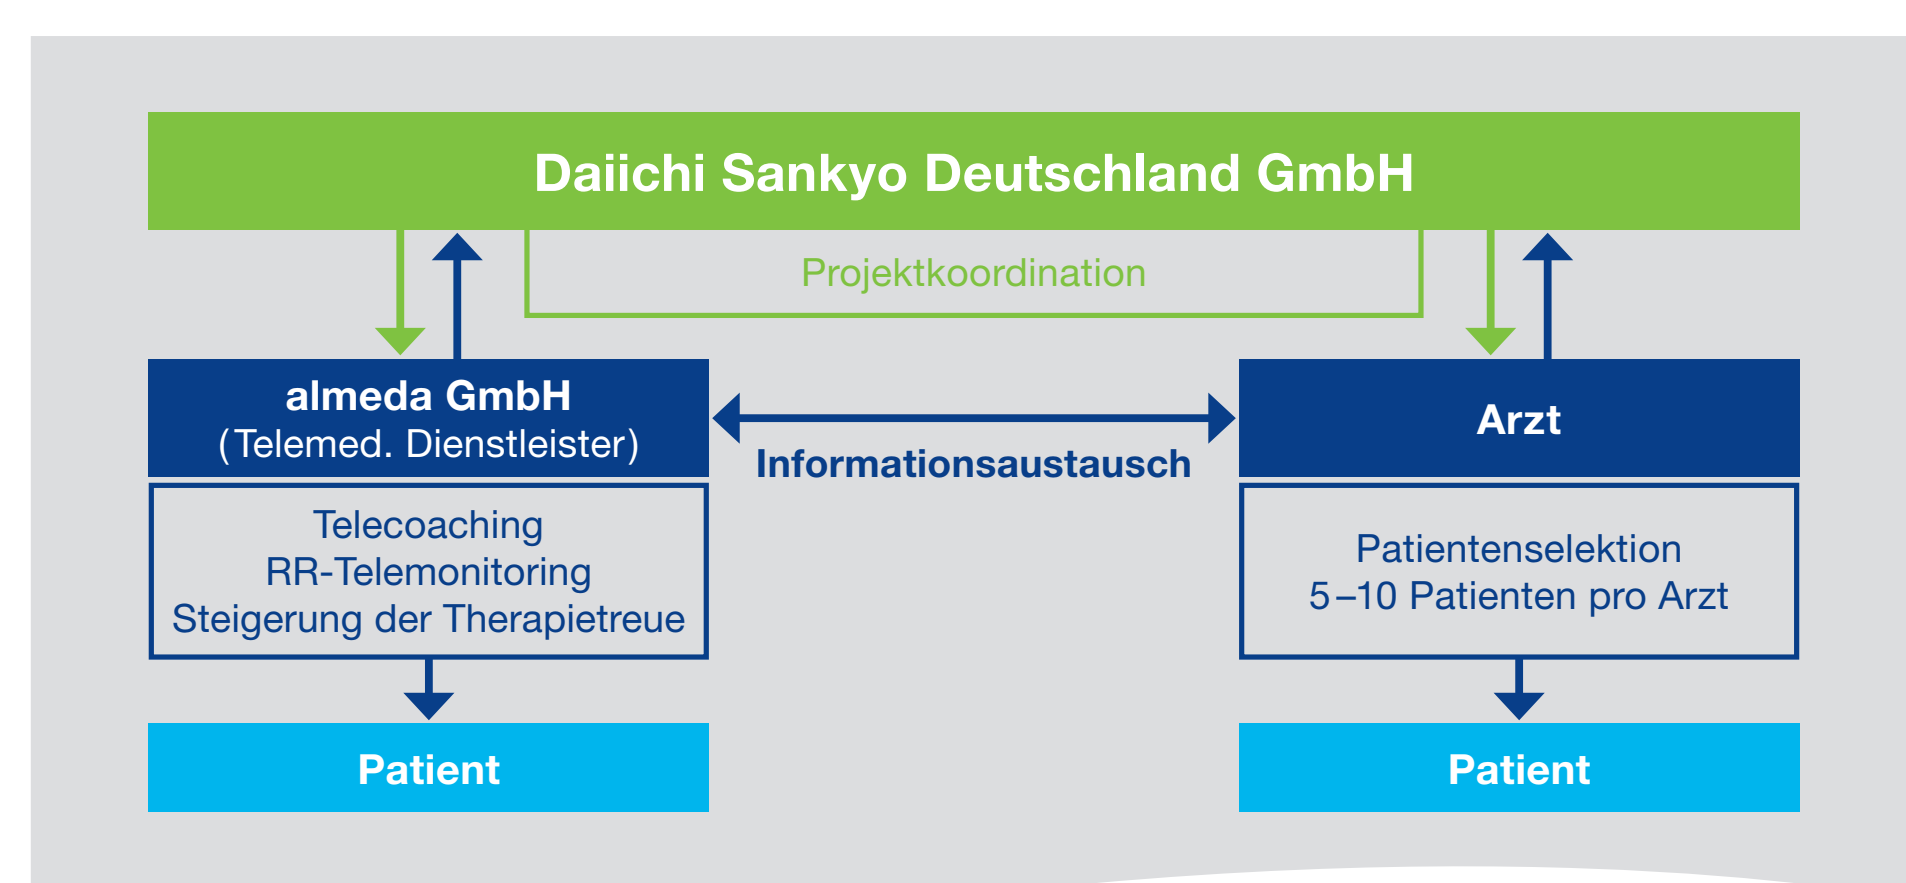 Daiichi Sankyo Deutschland GmbH
Projektkoordination
almeda GmbH
(Telemed. Dienstleister)
Telecoaching
RR-Telemonitoring
Steigerung der Therapietreue
Patient
Informationsaustausch
Arzt
Patientenselektion
5–10 Patienten pro Arzt
Patient